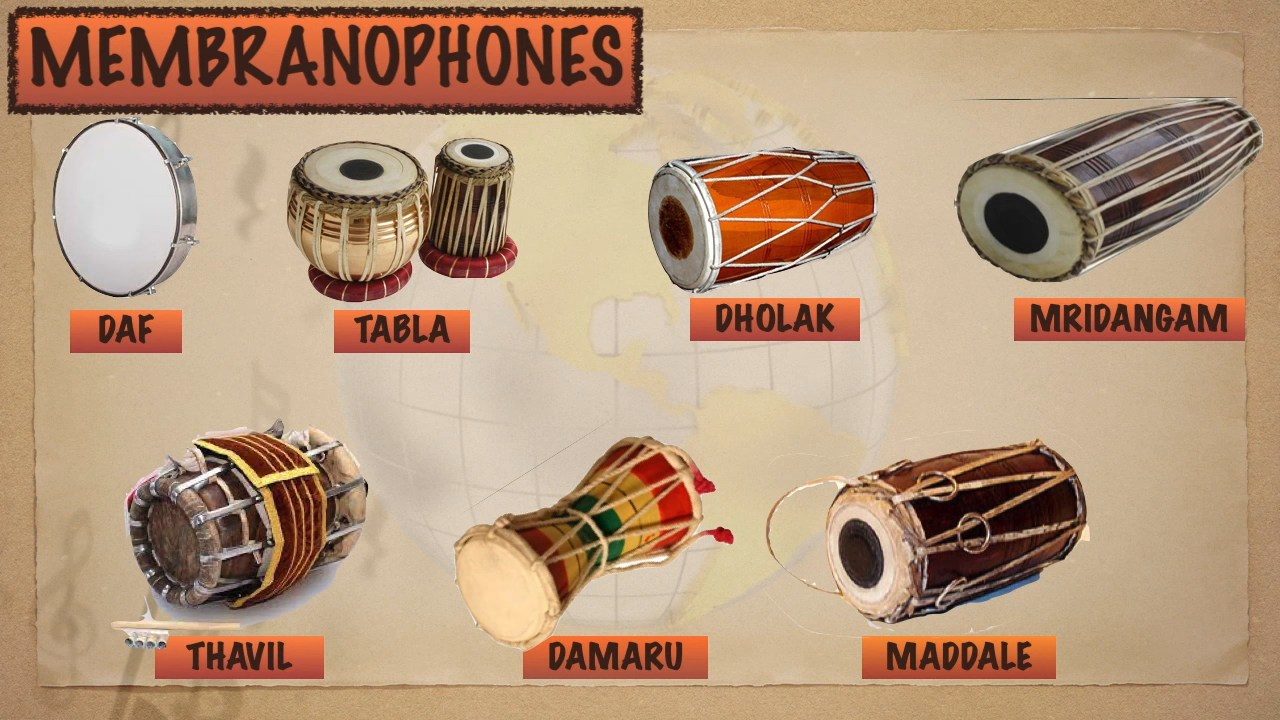 MEMBRANOPHONES
DAF
TABLA
DHOLAK
MRIDANGAM
THAVIL
DAMARU
MADDALE